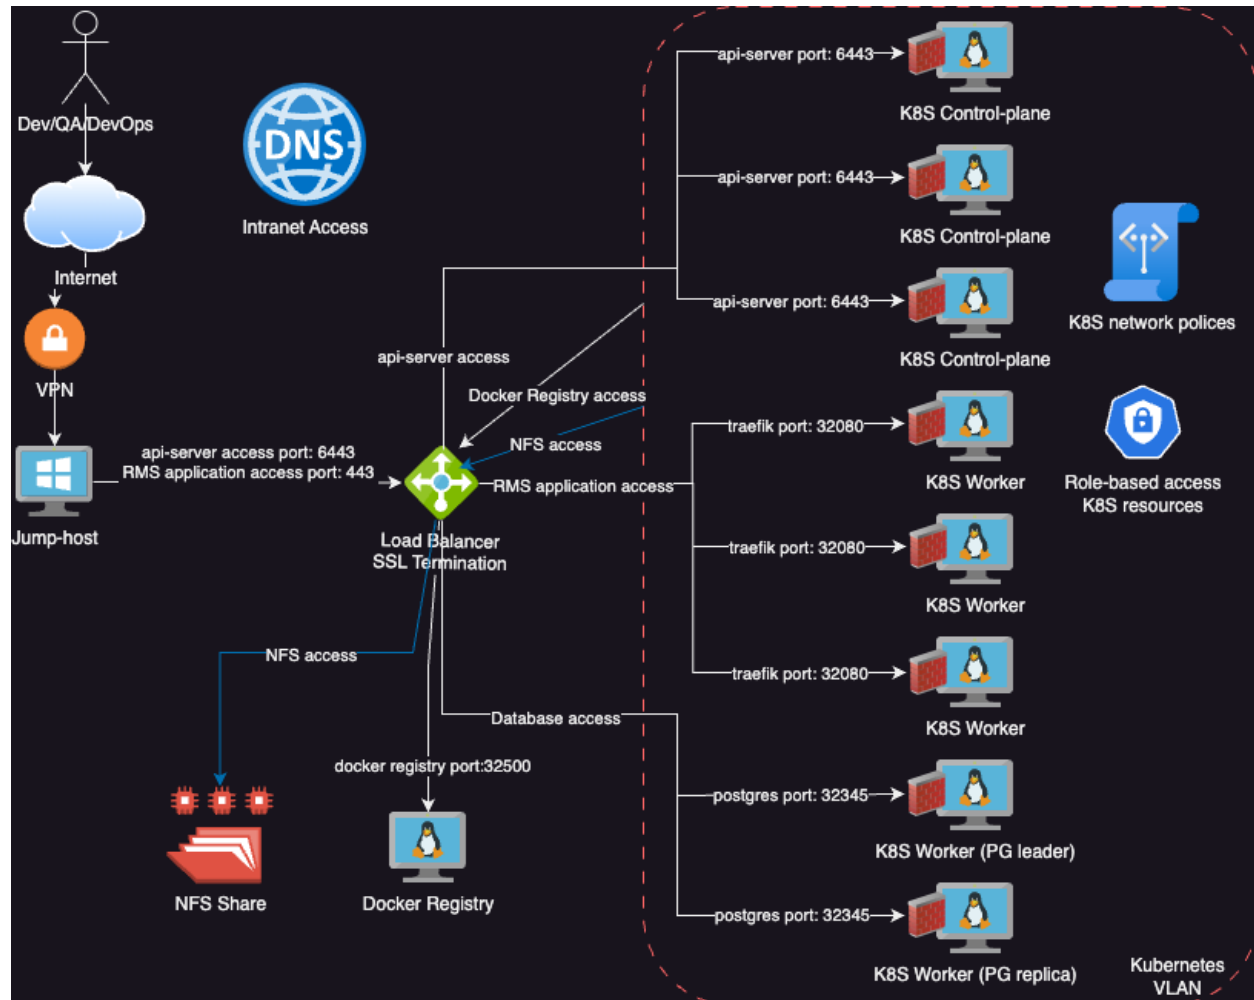 Dev/QA/DevOps
Internet
VPN
Jump-host
DNS
Intranet Access
api-server access port: 6443
RMS application access port: 443
api-server access
Docker Registry access
NFS access
RMS application access
Load Balancer
SSL Termination
NFS access
Database access
docker registry port:32500
NFS Share
Docker Registry
api-server port: 6443
K8S Control-plane
api-server port: 6443
K8S Control-plane
api-server port: 6443
K8S Control-plane
traefik port: 32080
K8S Worker
traefik port: 32080
K8S Worker
traefik port: 32080
K8S Worker
postgres port: 32345
K8S Worker (PG leader)
postgres port: 32345
K8S Worker (PG replica)
K8S network polices
Role-based access
K8S resources
Kubernetes
VLAN